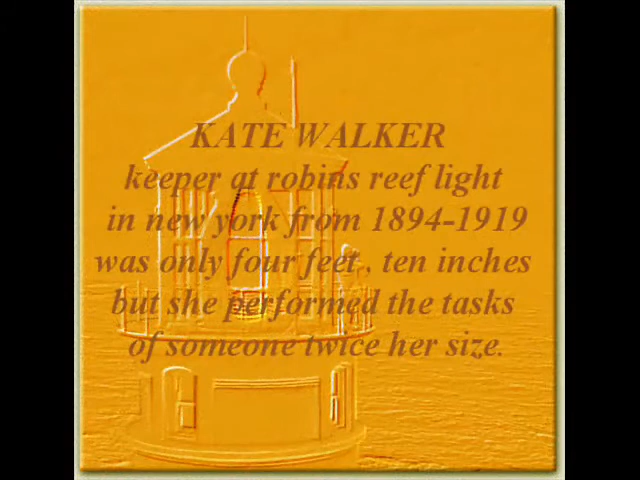 KATE WALKER
keeper at robins reef light
in new york from 1894-1919
was only four feet , ten inches
but she performed the tasks
of someone twice her size.